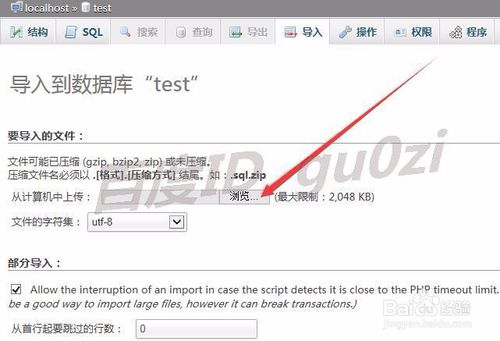 localhost » test
结构 SQL 搜索 查询 导出 导入 操作 权限 程序
导入到数据库“test”
要导入的文件：
文件可能已压缩 (gzip, bzip2, zip) 或未压缩。
压缩文件名必须以 .[格式].[压缩方式] 结尾。如：.sql.zip
从计算机中上传： 浏览... (最大限制：2,048 KB)
文件的字符集： utf-8
部分导入：
Allow the interruption of an import in case the script detects it is close to the PHP timeout limit.
be a good way to import large files, however it can break transactions.)
从首行起要跳过的行数： 0
百度ID：gu0zi
Baidu 经验
jingyan.baidu.com